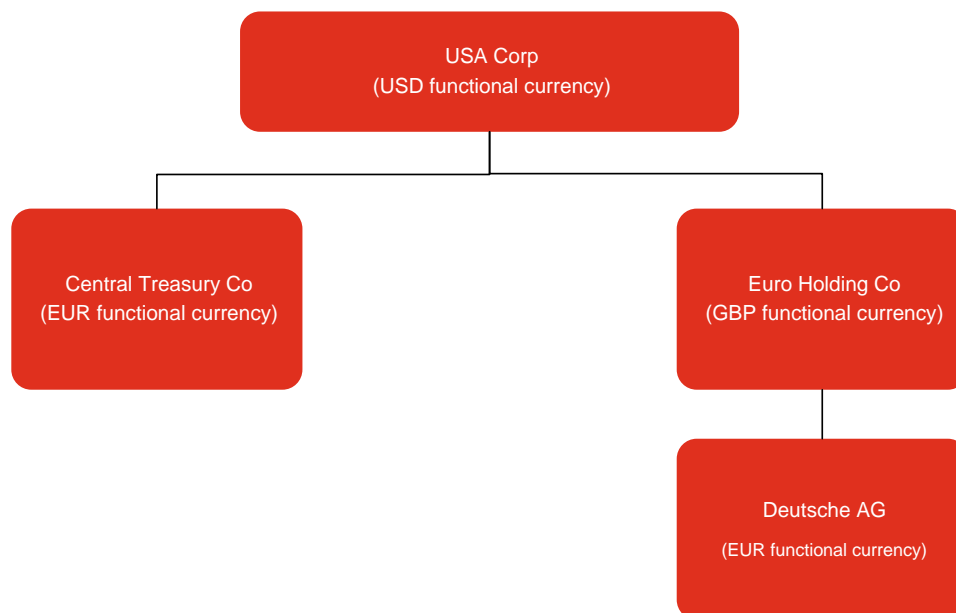 USA Corp
(USD functional currency)
Central Treasury Co
(EUR functional currency)
Euro Holding Co
(GBP functional currency)
Deutsche AG
(EUR functional currency)